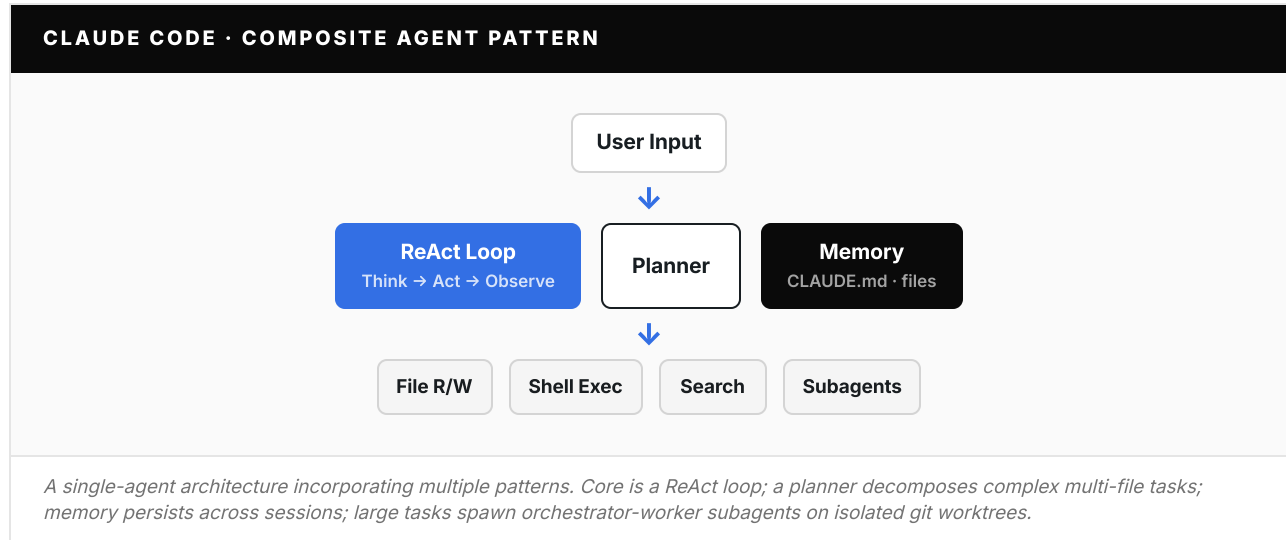 CLAUDE CODE · COMPOSITE AGENT PATTERN
User Input
ReAct Loop
Think → Act → Observe
Planner
Memory
CLAUDE.md · files
File R/W
Shell Exec
Search
Subagents
A single-agent architecture incorporating multiple patterns. Core is a ReAct loop; a planner decomposes complex multi-file tasks;
memory persists across sessions; large tasks spawn orchestrator-worker subagents on isolated git worktrees.